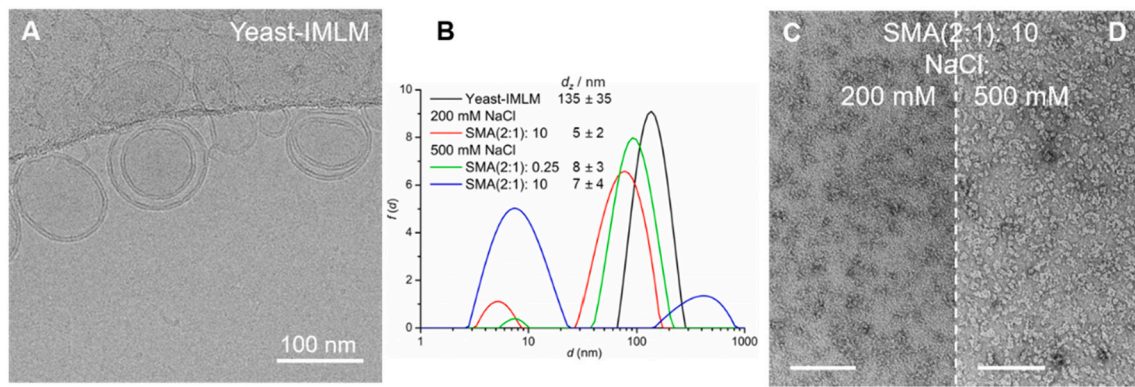 A
Yeast-IMLM
100 nm
B
dz / nm
Yeast-IMLM 135 ± 35
200 mM NaCl
SMA(2:1): 10 5 ± 2
500 mM NaCl
SMA(2:1): 0.25 8 ± 3
SMA(2:1): 10 7 ± 4
f (d)
10
8
6
4
2
0
1 10 100 1000
d (nm)
C D
SMA(2:1): 10
NaCl:
200 mM 500 mM